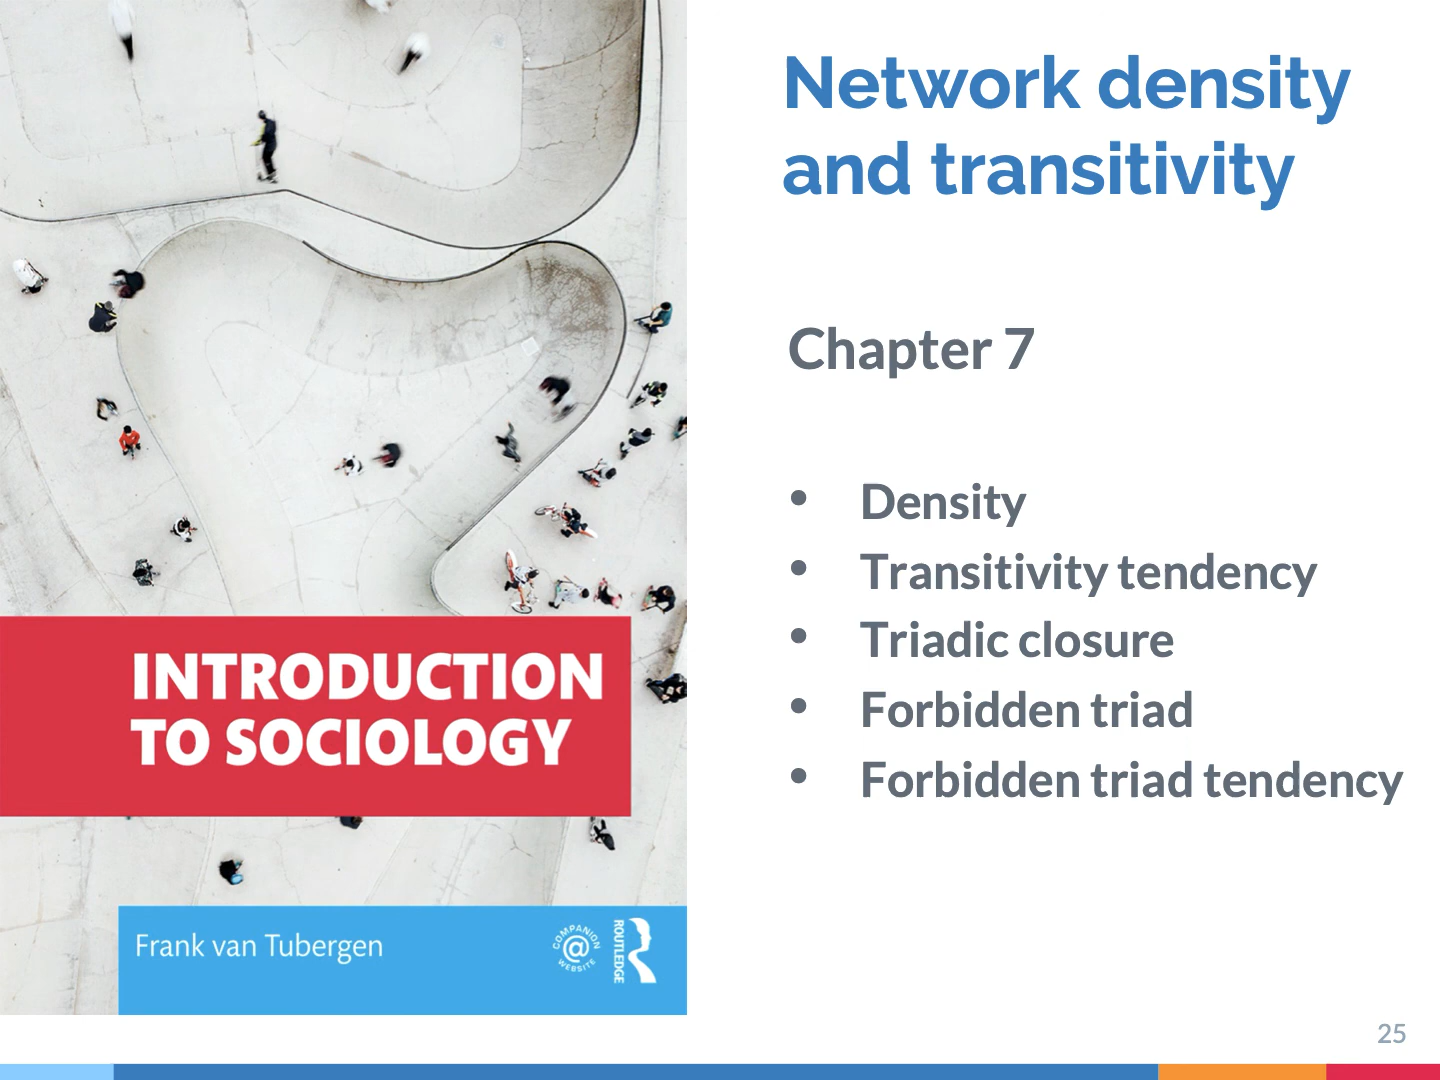 Network density
and transitivity
Chapter 7
• Density
• Transitivity tendency
• Triadic closure
• Forbidden triad
• Forbidden triad tendency
INTRODUCTION
TO SOCIOLOGY
Frank van Tubergen
COMPANION
@
WEBSITE
ROUTLEDGE
25